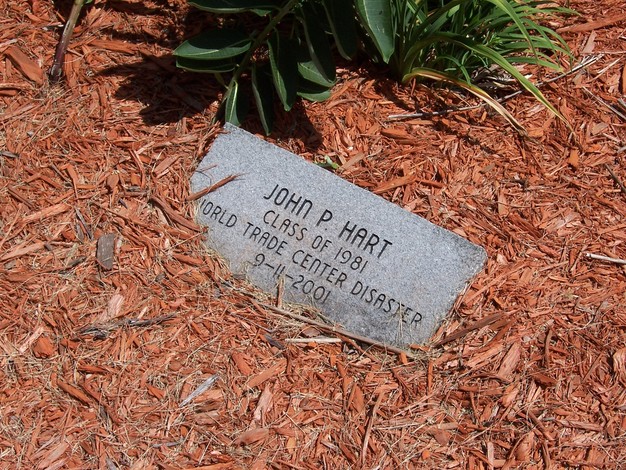 JOHN P. HART
CLASS OF 1981
WORLD TRADE CENTER DISASTER
9-11-2001